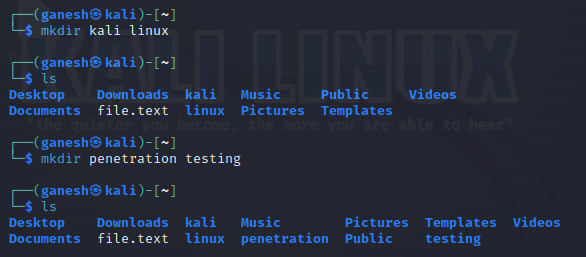 ┌──(ganesh㉿kali)-[~]
└─$ mkdir kali linux
┌──(ganesh㉿kali)-[~]
└─$ ls
Desktop Downloads kali Music Public Videos
Documents file.text linux Pictures Templates
┌──(ganesh㉿kali)-[~]
└─$ mkdir penetration testing
┌──(ganesh㉿kali)-[~]
└─$ ls
Desktop Downloads kali Music Pictures Templates Videos
Documents file.text linux penetration Public testing
KALI LINUX
"the quieter you become, the more you are able to hear"